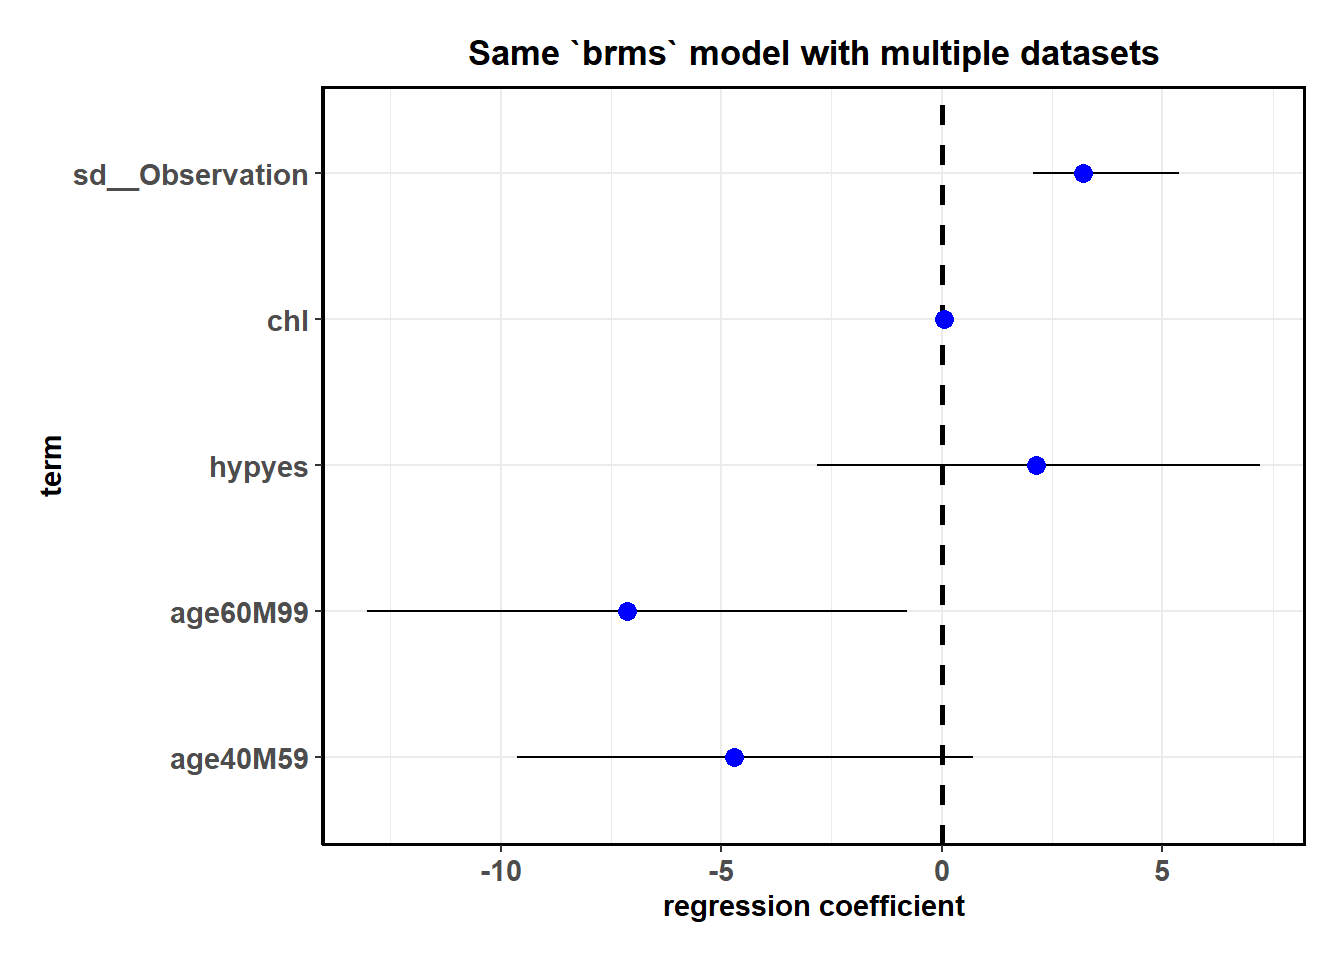 Same `brms` model with multiple datasets
sd__Observation
chl
hypyes
age60M99
age40M59
term
-10 -5 0 5
regression coefficient